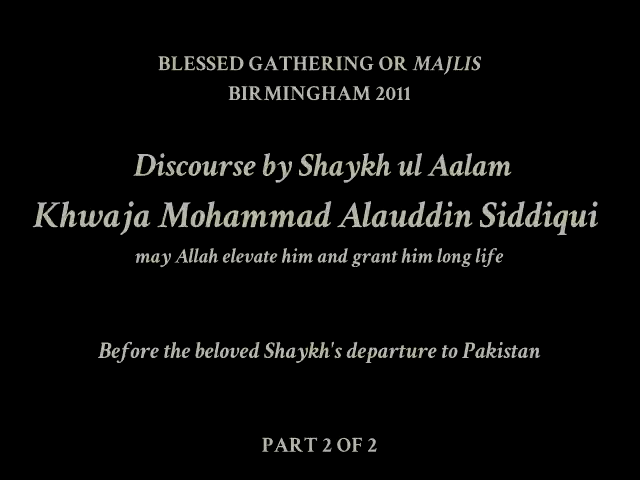 BLESSED GATHERING OR MAJLIS
BIRMINGHAM 2011
Discourse by Shaykh ul Aalam
Khwaja Mohammad Alauddin Siddiqui
may Allah elevate him and grant him long life
Before the beloved Shaykh's departure to Pakistan
PART 2 OF 2